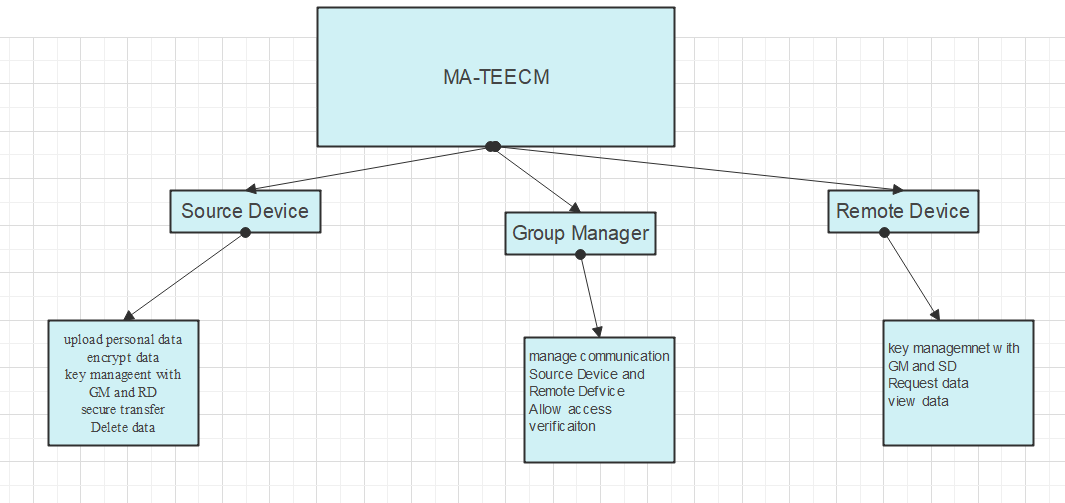 MA-TEECM
Source Device
Group Manager
Remote Device
upload personal data
encrypt data
key manageent with
GM and RD
secure transfer
Delete data
manage communication
Source Device and
Remote Defvice
Allow access
verificaiton
key managemnet with
GM and SD
Request data
view data